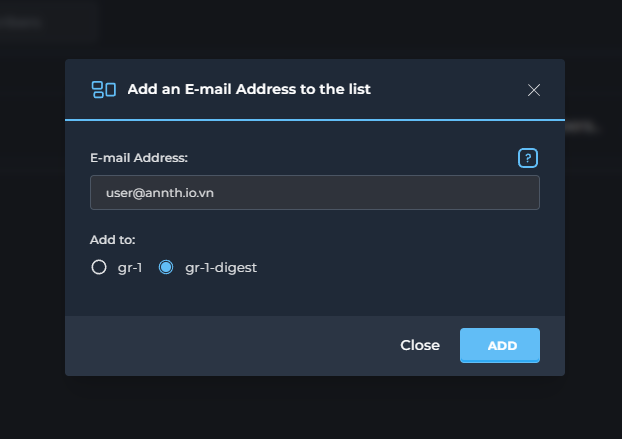 Add an E-mail Address to the list
E-mail Address:
?
user@annth.io.vn
Add to:
gr-1 gr-1-digest
Close ADD